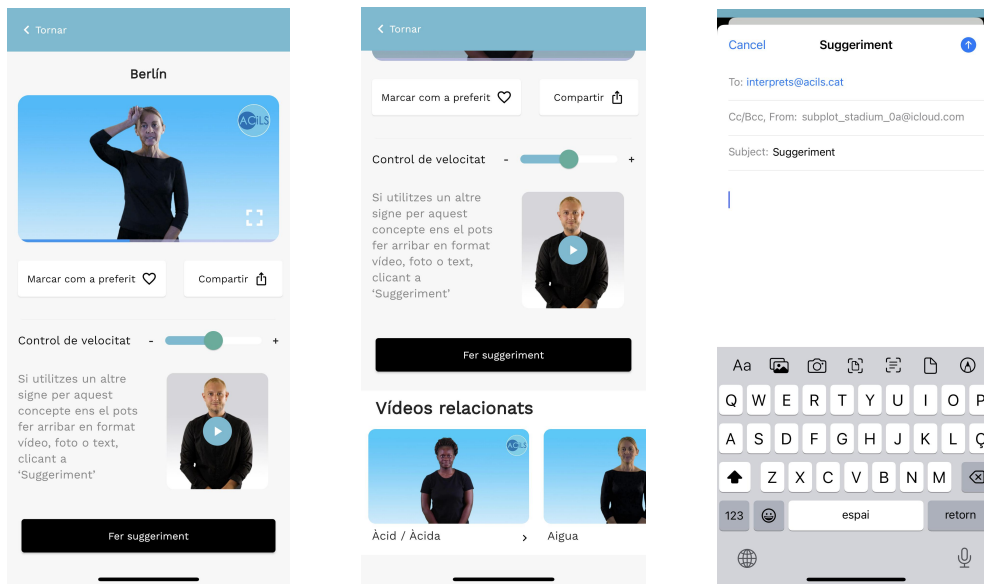 Tornar
Berlín
ACILS
Marcar com a preferit
Compartir
Control de velocitat - +
Si utilitzes un altre
signe per aquest
concepte ens el pots
fer arribar en format
vídeo, foto o text,
clicant a
‘Suggeriment’
Fer suggeriment
Tornar
Marcar com a preferit
Compartir
Control de velocitat - +
Si utilitzes un altre
signe per aquest
concepte ens el pots
fer arribar en format
vídeo, foto o text,
clicant a
‘Suggeriment’
Fer suggeriment
Vídeos relacionats
ACILS
Àcid / Àcida
Aigua
Cancel Suggeriment
To: interprets@acils.cat
Cc/Bcc, From: subplot_stadium_0a@icloud.com
Subject: Suggeriment
Aa
Q W E R T Y U I O P
A S D F G H J K L Ç
Z X C V B N M
123 espai retorn